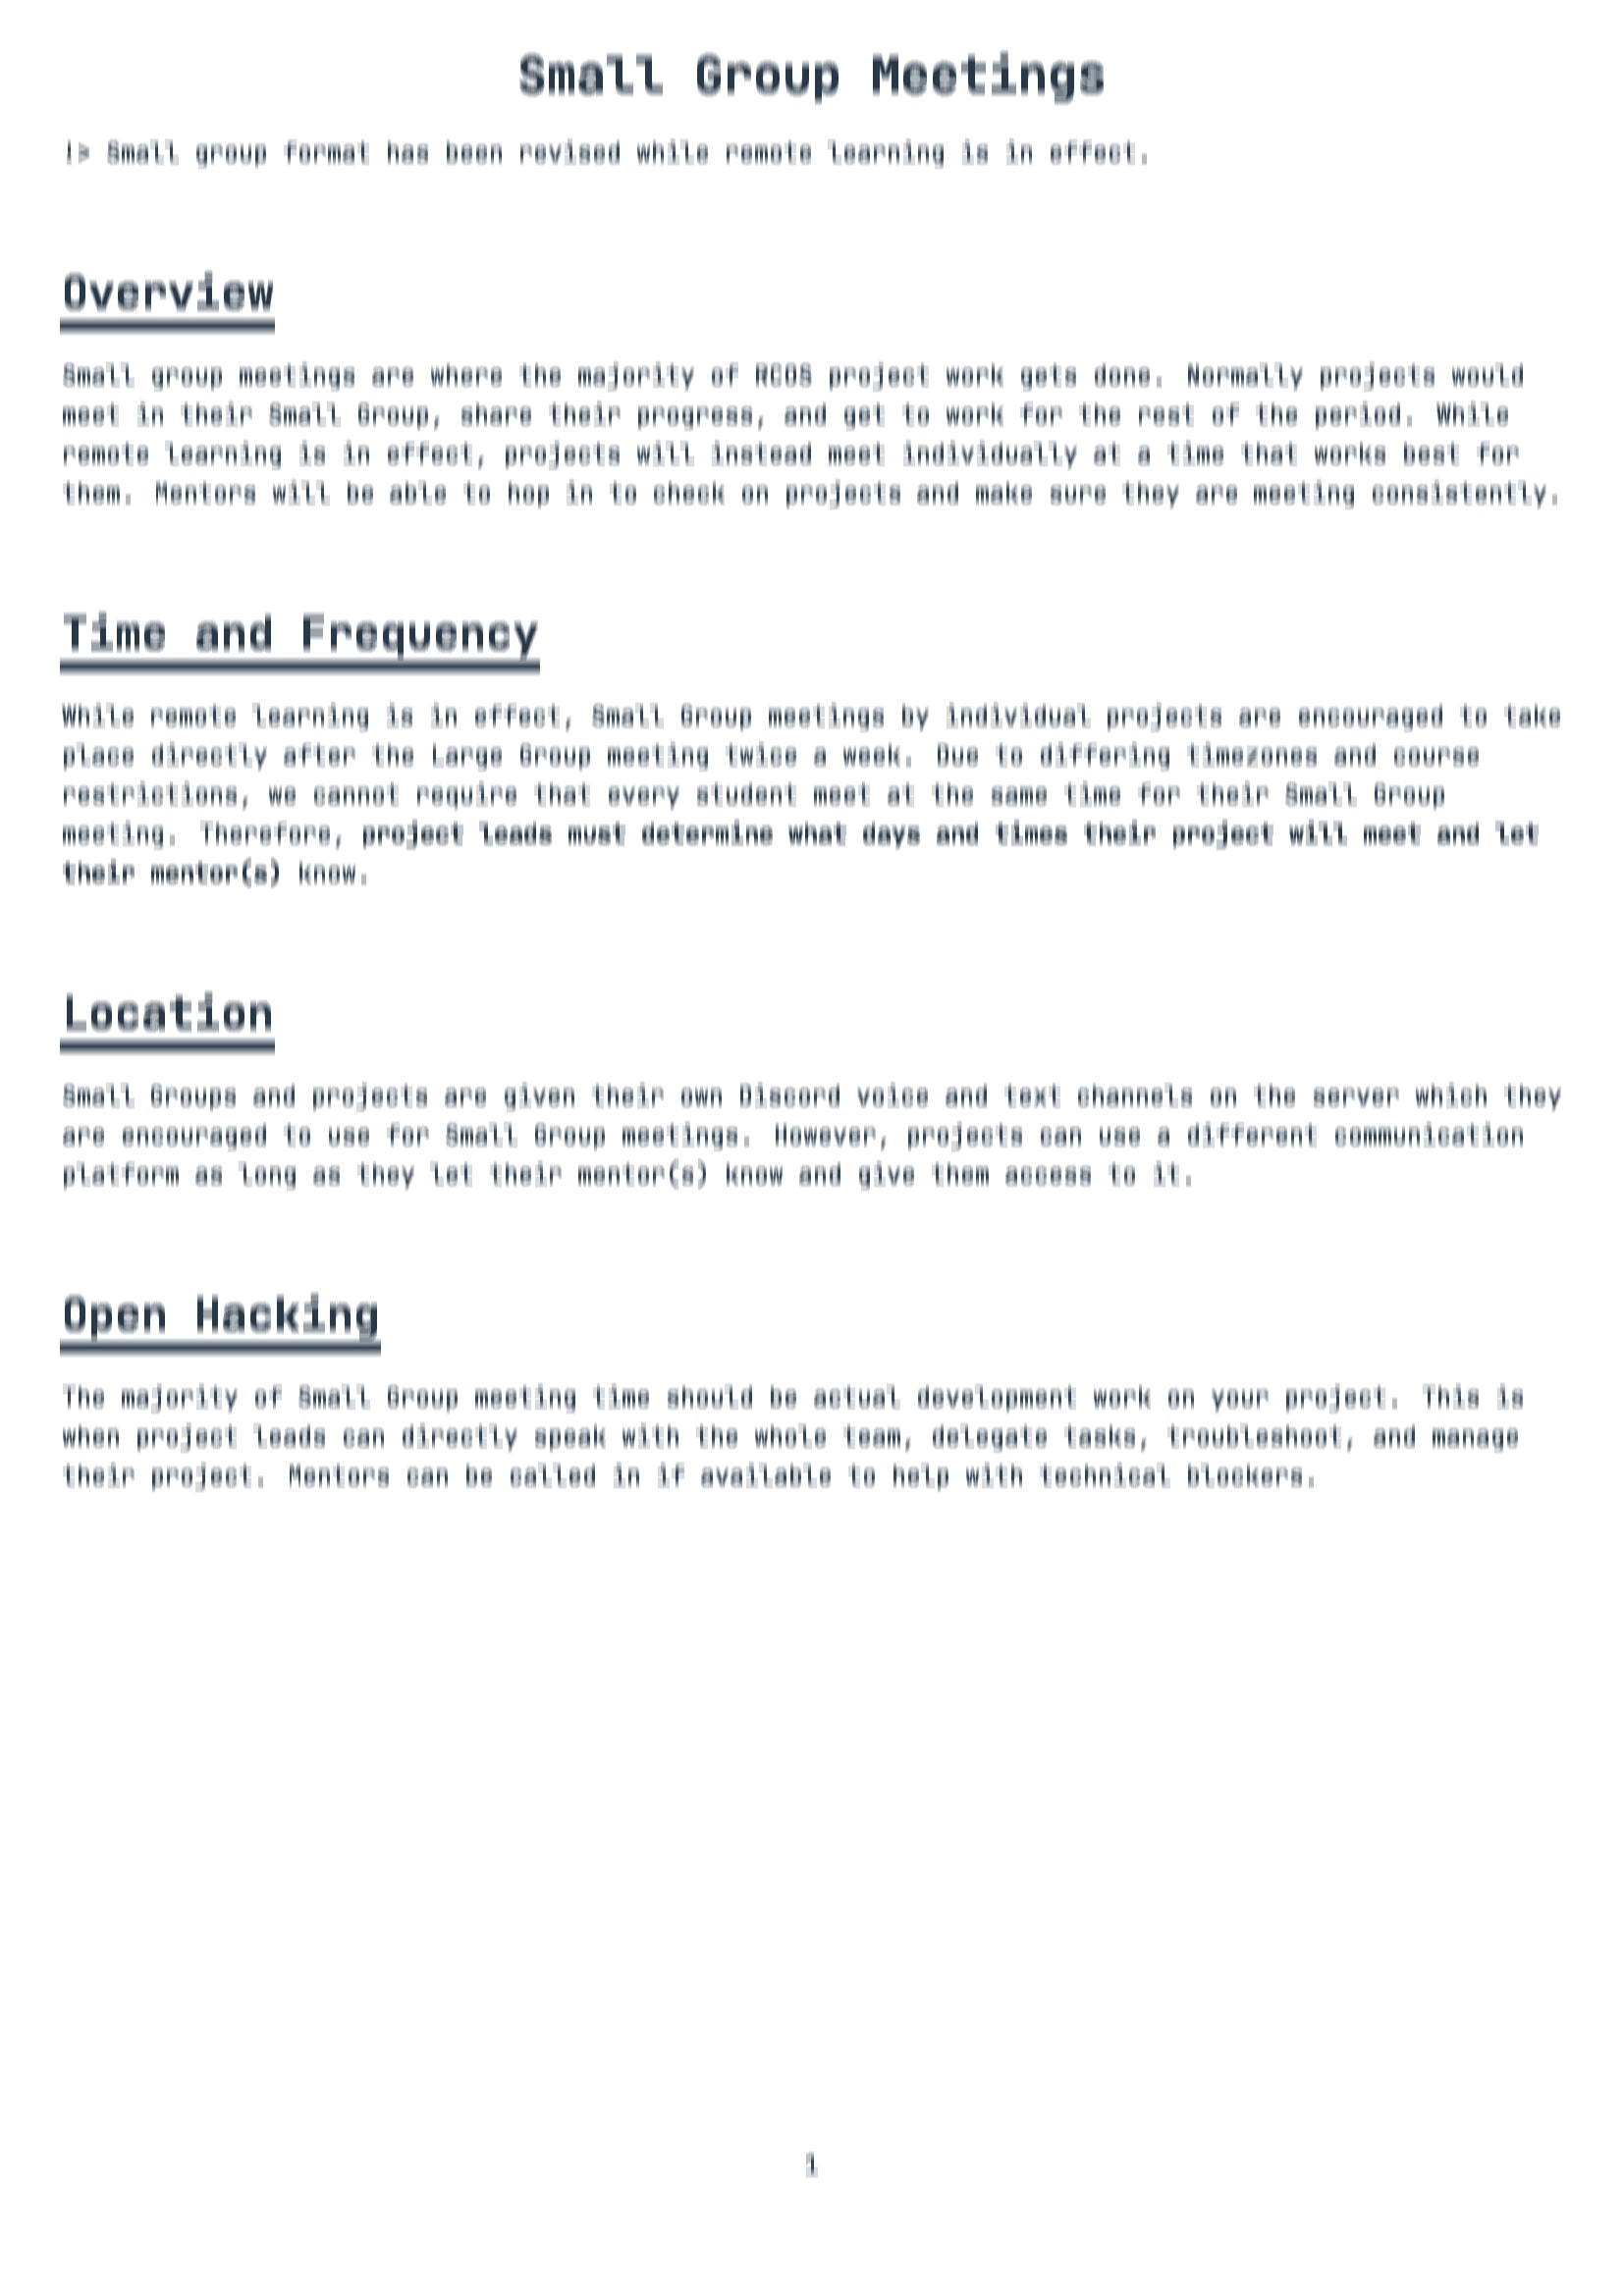 Small Group Meetings
!> Small group format has been revised while remote learning is in effect.
Overview
Small group meetings are where the majority of RCOS project work gets done. Normally projects would
meet in their Small Group, share their progress, and get to work for the rest of the period. While
remote learning is in effect, projects will instead meet individually at a time that works best for
them. Mentors will be able to hop in to check on projects and make sure they are meeting consistently.
Time and Frequency
While remote learning is in effect, Small Group meetings by individual projects are encouraged to take
place directly after the Large Group meeting twice a week. Due to differing timezones and course
restrictions, we cannot require that every student meet at the same time for their Small Group
meeting. Therefore, project leads must determine what days and times their project will meet and let
their mentor(s) know.
Location
Small Groups and projects are given their own Discord voice and text channels on the server which they
are encouraged to use for Small Group meetings. However, projects can use a different communication
platform as long as they let their mentor(s) know and give them access to it.
Open Hacking
The majority of Small Group meeting time should be actual development work on your project. This is
when project leads can directly speak with the whole team, delegate tasks, troubleshoot, and manage
their project. Mentors can be called in if available to help with technical blockers.
1